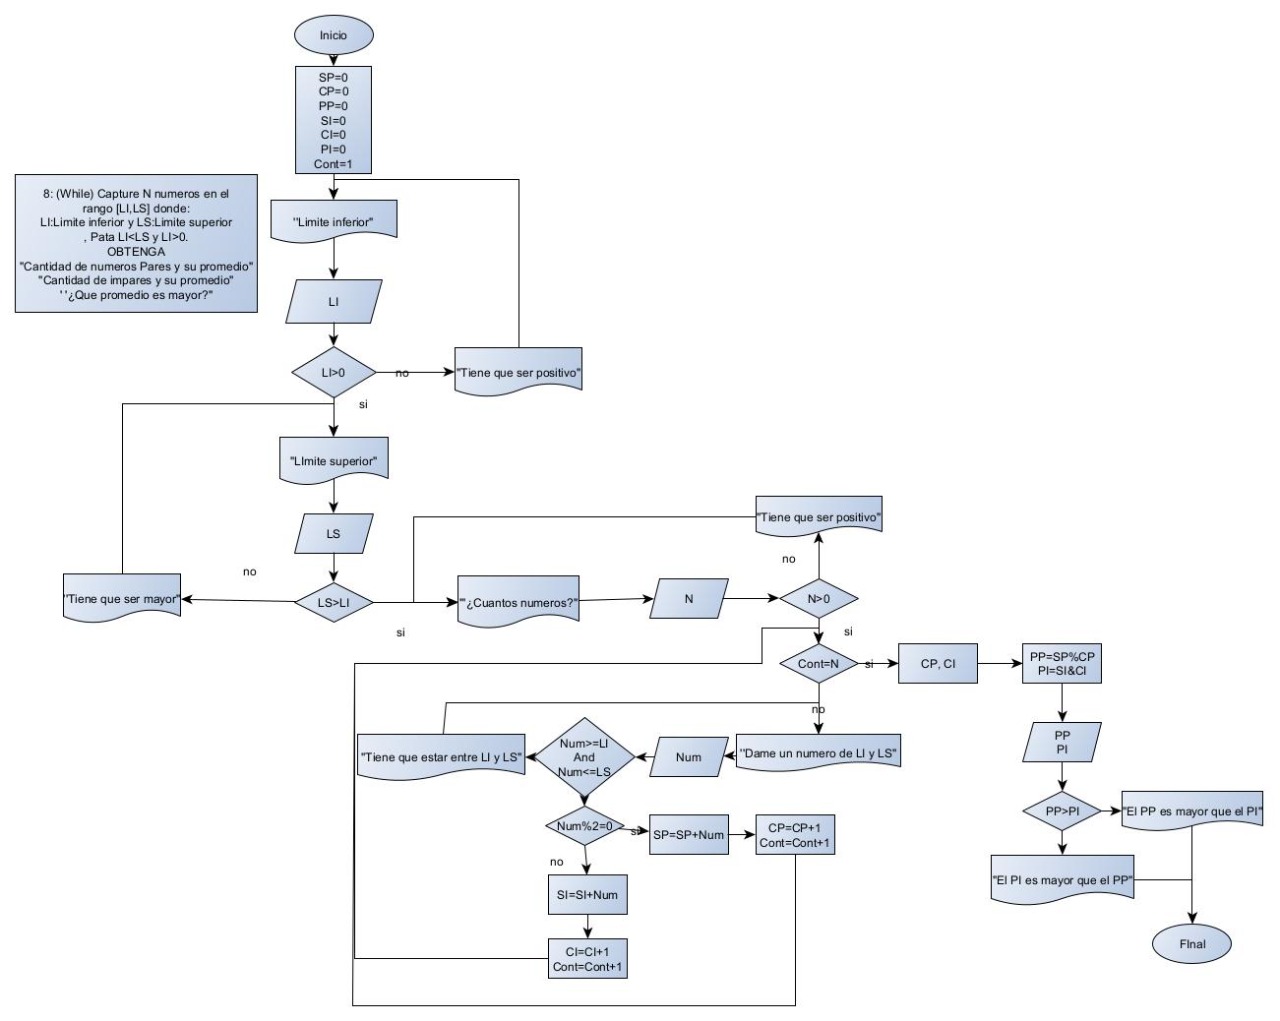 Inicio
SP=0
CP=0
PP=0
SI=0
CI=0
PI=0
Cont=1
8: (While) Capture N numeros en el
rango [LI,LS] donde:
LI:Limite inferior y LS:Limite superior
, Pata LI<LS y LI>0.
OBTENGA
"Cantidad de numeros Pares y su promedio"
"Cantidad de impares y su promedio"
''¿Que promedio es mayor?"
''Limite inferior"
LI
LI>0
no
"Tiene que ser positivo"
si
"LImite superior"
LS
LS>LI
no
''Tiene que ser mayor"
si
"'¿Cuantos numeros?"
N
N>0
no
"Tiene que ser positivo"
si
Cont=N
si
CP, CI
PP=SP%CP
PI=SI&CI
PP
PI
PP>PI
"El PP es mayor que el PI"
"El PI es mayor que el PP"
FInal
no
''Dame un numero de LI y LS"
Num
Num>=LI
And
Num<=LS
"Tiene que estar entre LI y LS"
Num%2=0
si
SP=SP+Num
CP=CP+1
Cont=Cont+1
no
SI=SI+Num
CI=CI+1
Cont=Cont+1